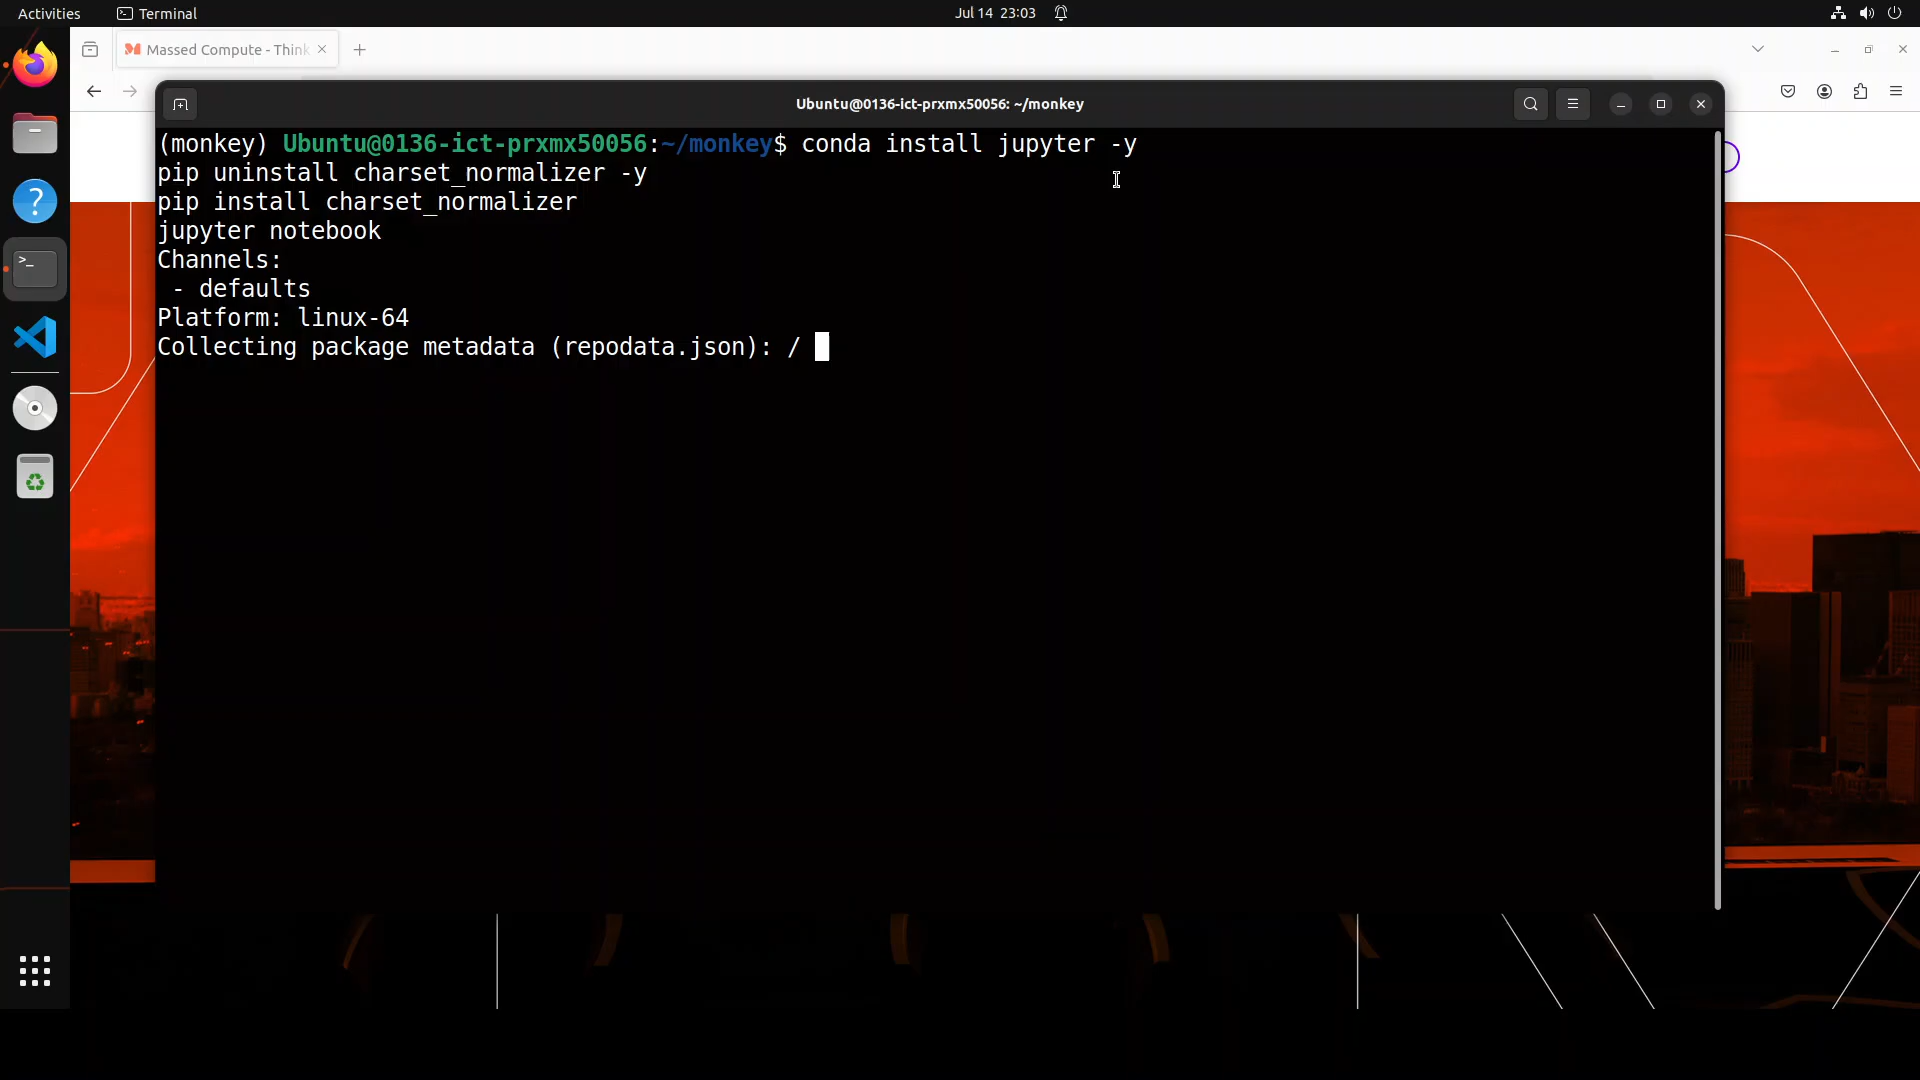 Activities
Terminal
Jul 14 23:03
Massed Compute - Think
Ubuntu@0136-ict-prxmx50056: ~/monkey
(monkey) Ubuntu@0136-ict-prxmx50056:~/monkey$ conda install jupyter -y
pip uninstall charset_normalizer -y
pip install charset_normalizer
jupyter notebook
Channels:
 - defaults
Platform: linux-64
Collecting package metadata (repodata.json): /